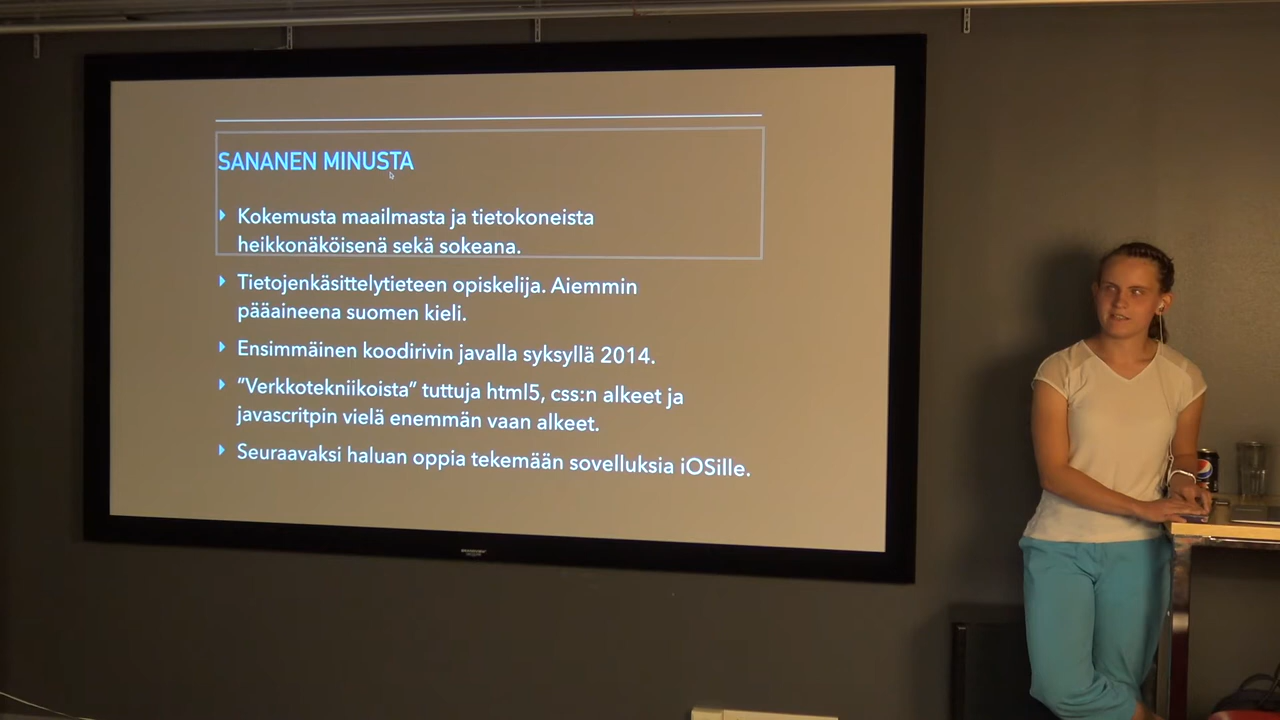 SANANEN MINUSTA
Kokemusta maailmasta ja tietokoneista
heikkonäköisenä sekä sokeana.
Tietojenkäsittelytieteen opiskelija. Aiemmin
pääaineena suomen kieli.
Ensimmäinen koodirivin javalla syksyllä 2014.
”Verkkotekniikoista” tuttuja html5, css:n alkeet ja
javascritpin vielä enemmän vaan alkeet.
Seuraavaksi haluan oppia tekemään sovelluksia iOSille.